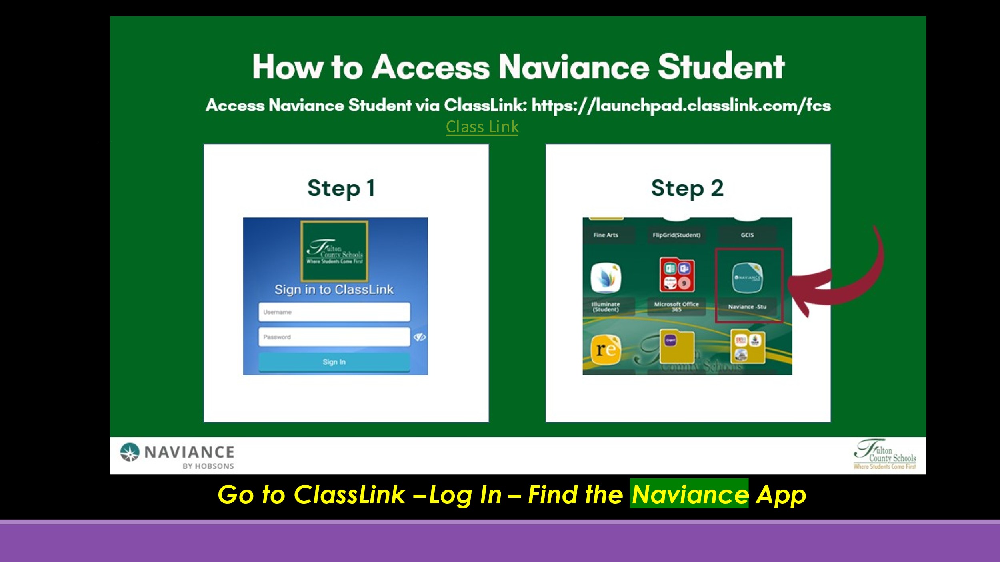 How to Access Naviance Student
Access Naviance Student via ClassLink: https://launchpad.classlink.com/fcs
Class Link
Step 1
Fulton
County Schools
Where Students Come First
Sign in to ClassLink
Username
Password
Sign In
Step 2
Fine Arts
FlipGrid(Student)
GCIS
9
NAVIANCE
Illuminate
(Student)
Microsoft Office
365
Naviance -Stu
re
County Schools
NAVIANCE
BY HOBSONS
Fulton
County Schools
Where Students Come First
Go to ClassLink –Log In – Find the Naviance App